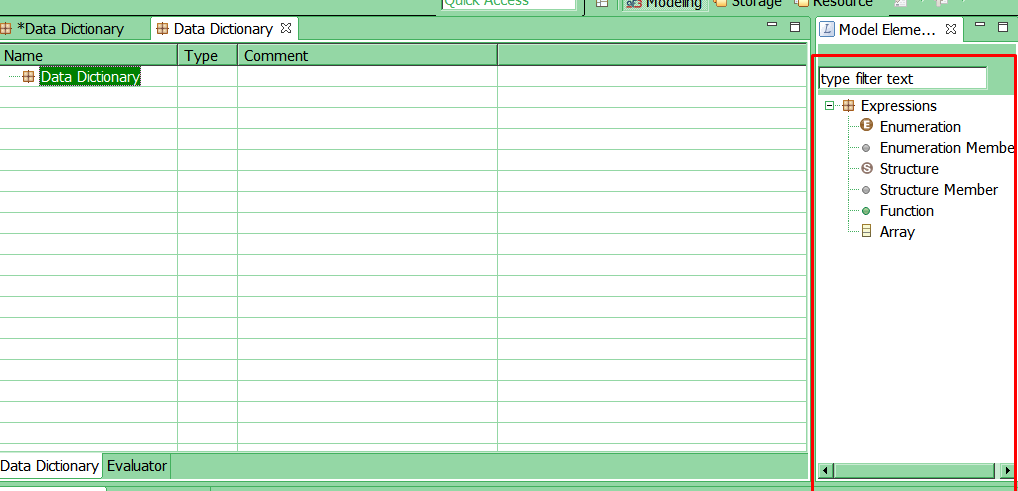 Quick Access
Modeling Storage Resource
*Data Dictionary Data Dictionary
Model Eleme...
Name Type Comment
Data Dictionary
type filter text
Expressions
E Enumeration
Enumeration Membe
S Structure
Structure Member
Function
Array
Data Dictionary Evaluator